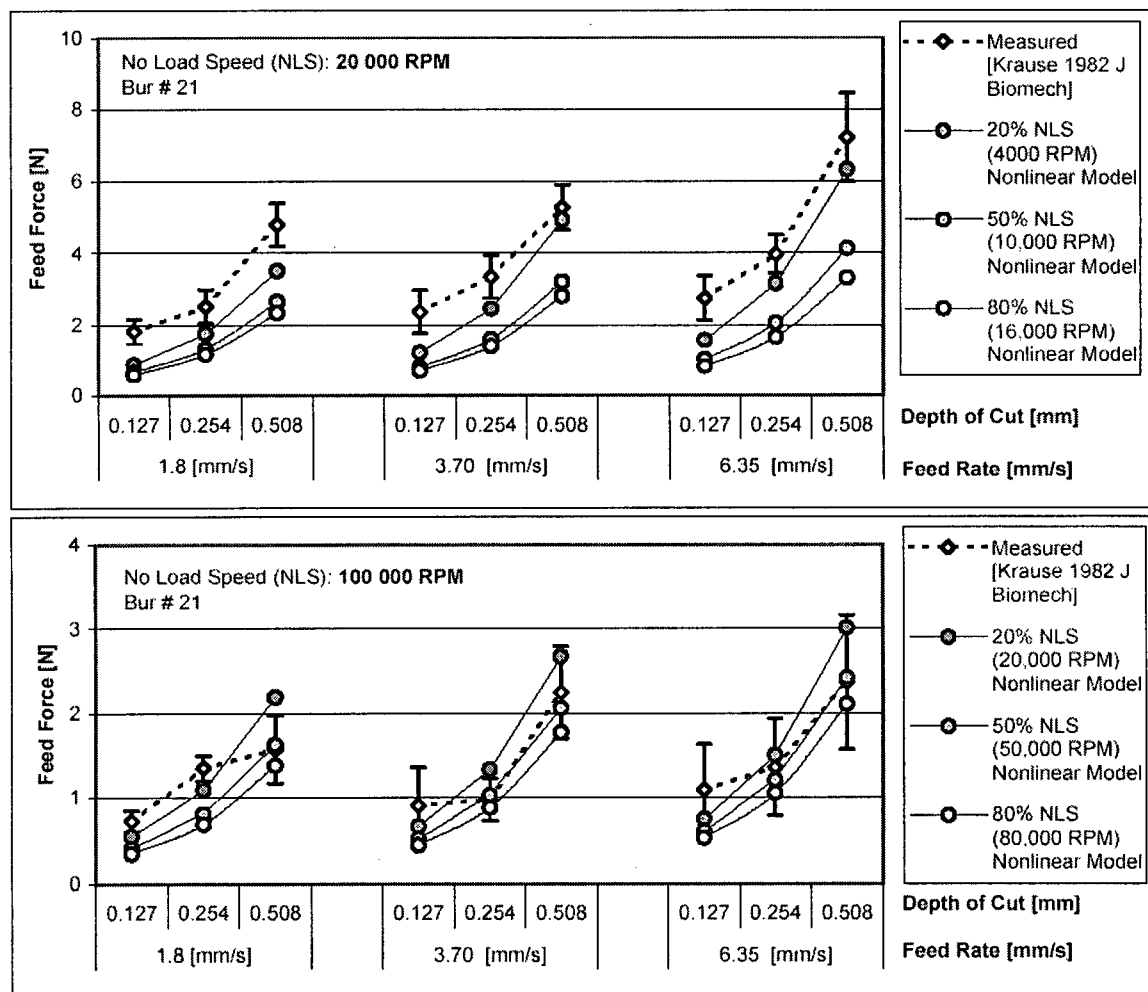 10
8
6
4
2
0
Feed Force [N]
No Load Speed (NLS): 20 000 RPM
Bur # 21
0.127 0.254 0.508 0.127 0.254 0.508 0.127 0.254 0.508
1.8 [mm/s] 3.70 [mm/s] 6.35 [mm/s]
Depth of Cut [mm]
Feed Rate [mm/s]
Measured
[Krause 1982 J
Biomech]
20% NLS
(4000 RPM)
Nonlinear Model
50% NLS
(10,000 RPM)
Nonlinear Model
80% NLS
(16,000 RPM)
Nonlinear Model
4
3
2
1
0
Feed Force [N]
No Load Speed (NLS): 100 000 RPM
Bur # 21
0.127 0.254 0.508 0.127 0.254 0.508 0.127 0.254 0.508
1.8 [mm/s] 3.70 [mm/s] 6.35 [mm/s]
Depth of Cut [mm]
Feed Rate [mm/s]
Measured
[Krause 1982 J
Biomech]
20% NLS
(20,000 RPM)
Nonlinear Model
50% NLS
(50,000 RPM)
Nonlinear Model
80% NLS
(80,000 RPM)
Nonlinear Model